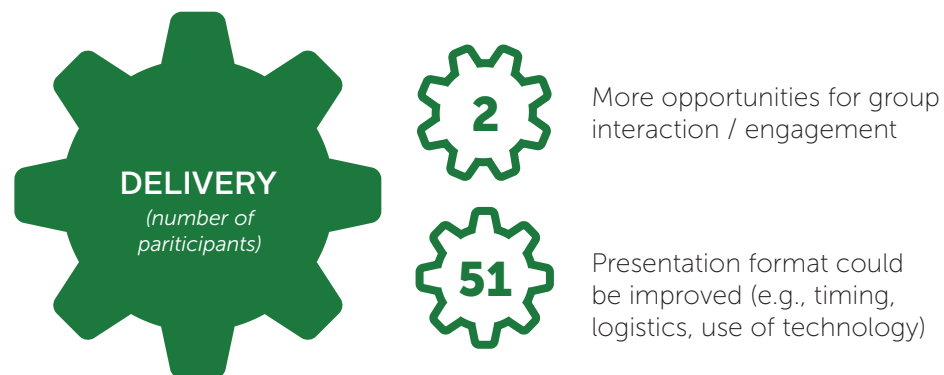 DELIVERY
(number of
pariticipants)
2
More opportunities for group
interaction / engagement
51
Presentation format could
be improved (e.g., timing,
logistics, use of technology)